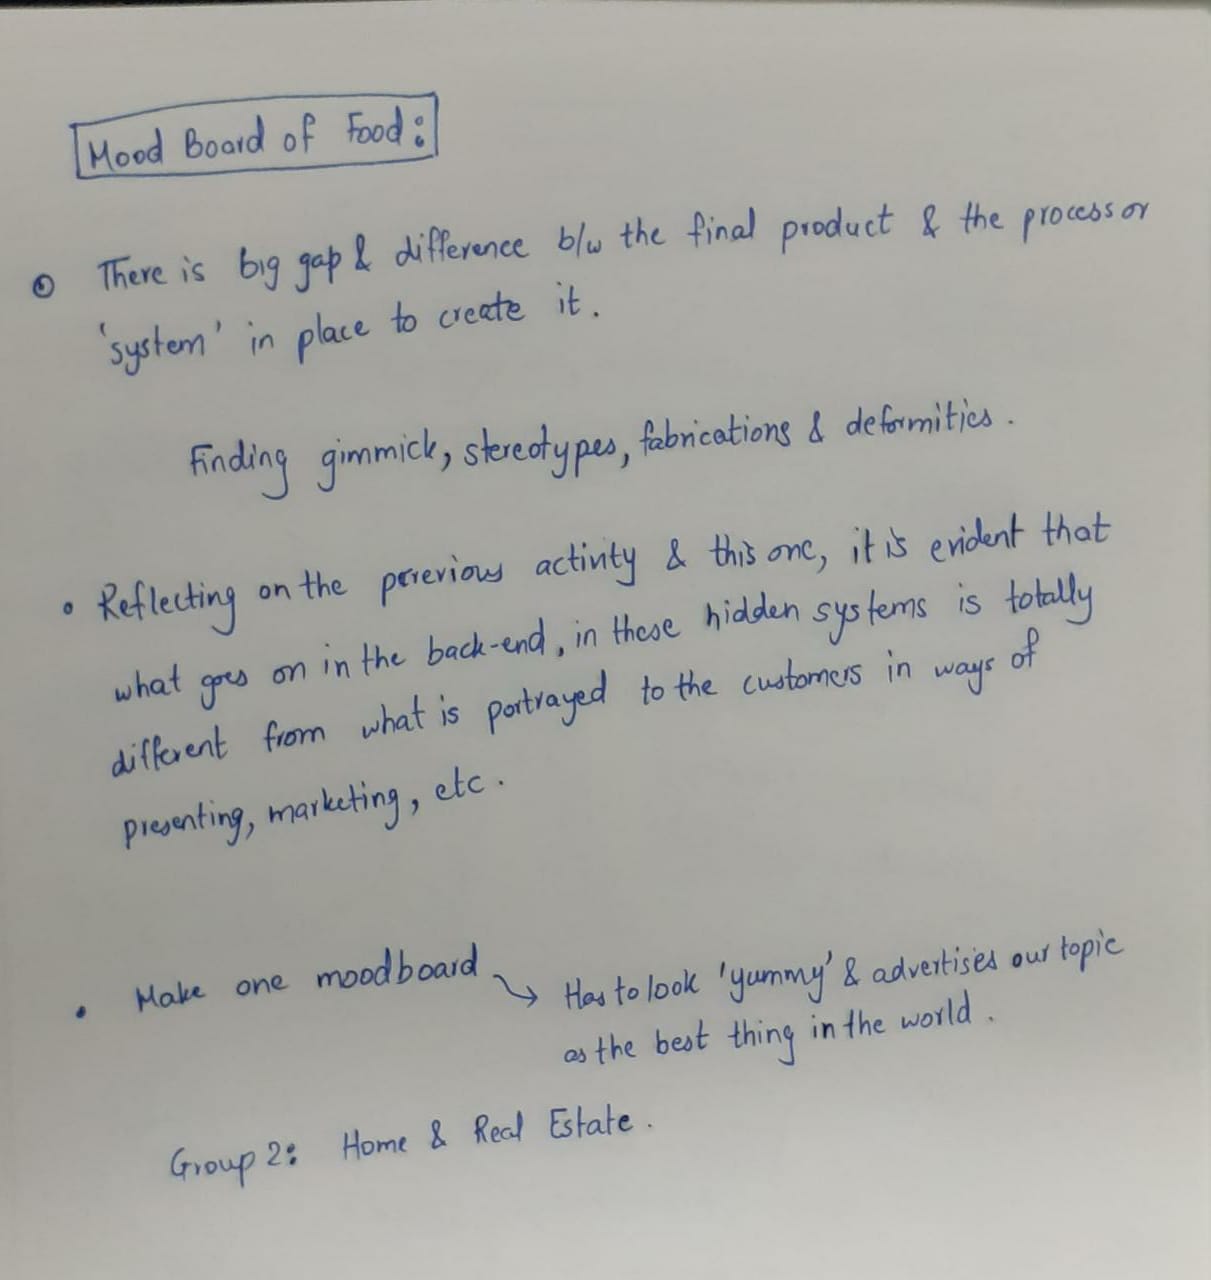 Mood Board of Food:
There is big gap & difference b/w the final product & the process or
'system' in place to create it.
Finding gimmick, stereotypes, fabrications & deformities.
• Reflecting on the perevious activity & this one, it is evident that
what goes on in the back-end, in these hidden systems is totally
different from what is portrayed to the customers in ways of
presenting, marketing, etc.
• Make one moodboard ↘ Has to look 'yummy' & advertises our topic
as the best thing in the world.
Group 2: Home & Real Estate.